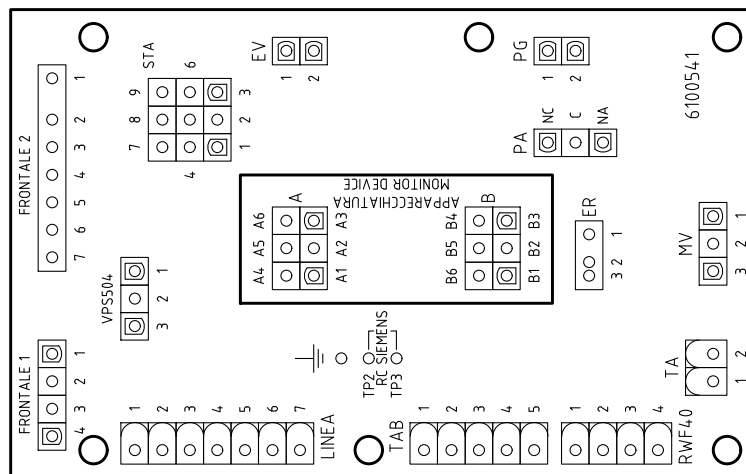 STA
6
9
8
7
3
2
1
4
EV
1
2
PG
1
2
PA
NC
C
NA
6100541
FRONTALE 2
1
2
3
4
5
6
7
APPARECCHIATURA
MONITOR DEVICE
A
A6
A5
A4
A3
A2
A1
B
B4
B5
B6
B3
B2
B1
ER
1
2
3
MV
1
2
3
VPS504
1
2
3
FRONTALE 1
1
2
3
4
TP2
RC SIEMENS
TP3
TA
1
2
1
2
3
4
5
6
7
LINEA
TAB
1
2
3
4
5
1
2
3
4
RWF40